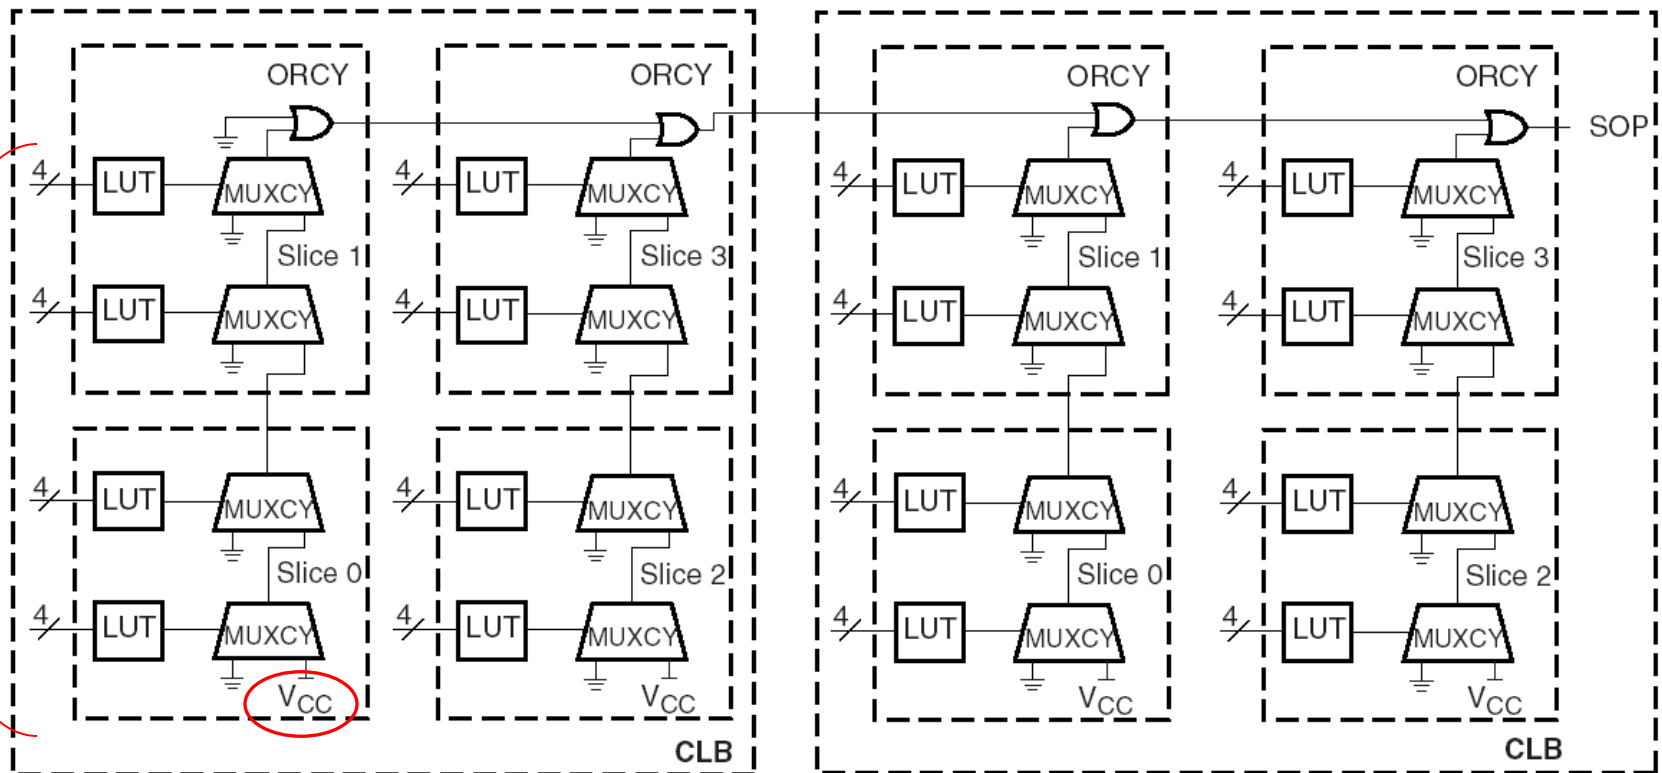 ORCY ORCY ORCY ORCY
SOP
4 LUT MUXCY 4 LUT MUXCY 4 LUT MUXCY 4 LUT MUXCY
Slice 1 Slice 3 Slice 1 Slice 3
4 LUT MUXCY 4 LUT MUXCY 4 LUT MUXCY 4 LUT MUXCY
4 LUT MUXCY 4 LUT MUXCY 4 LUT MUXCY 4 LUT MUXCY
Slice 0 Slice 2 Slice 0 Slice 2
4 LUT MUXCY 4 LUT MUXCY 4 LUT MUXCY 4 LUT MUXCY
VCC VCC VCC VCC
CLB CLB